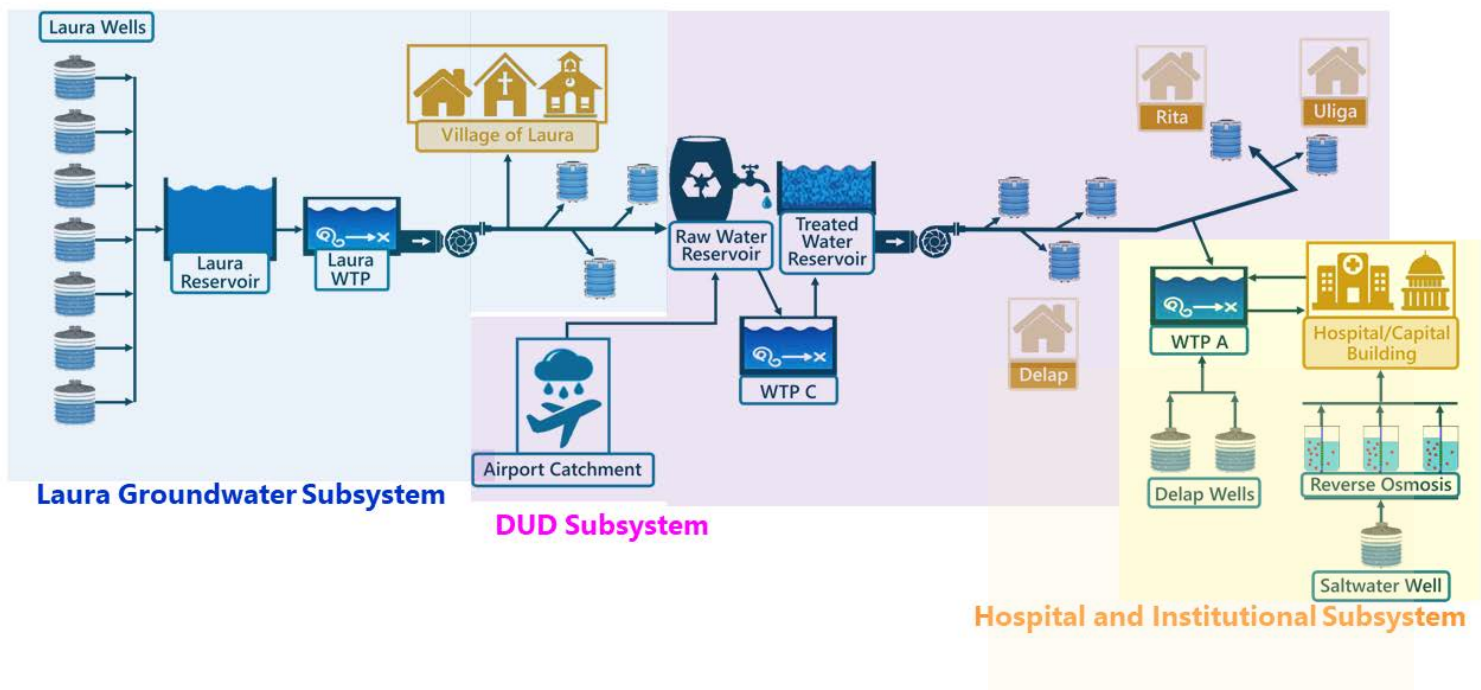 Laura Wells
Village of Laura
Laura
Reservoir
Laura
WTP
Raw Water
Reservoir
Treated
Water
Reservoir
Rita
Uliga
Delap
WTP C
Airport Catchment
WTP A
Hospital/Capital
Building
Delap Wells
Reverse Osmosis
Saltwater Well
Laura Groundwater Subsystem
DUD Subsystem
Hospital and Institutional Subsystem